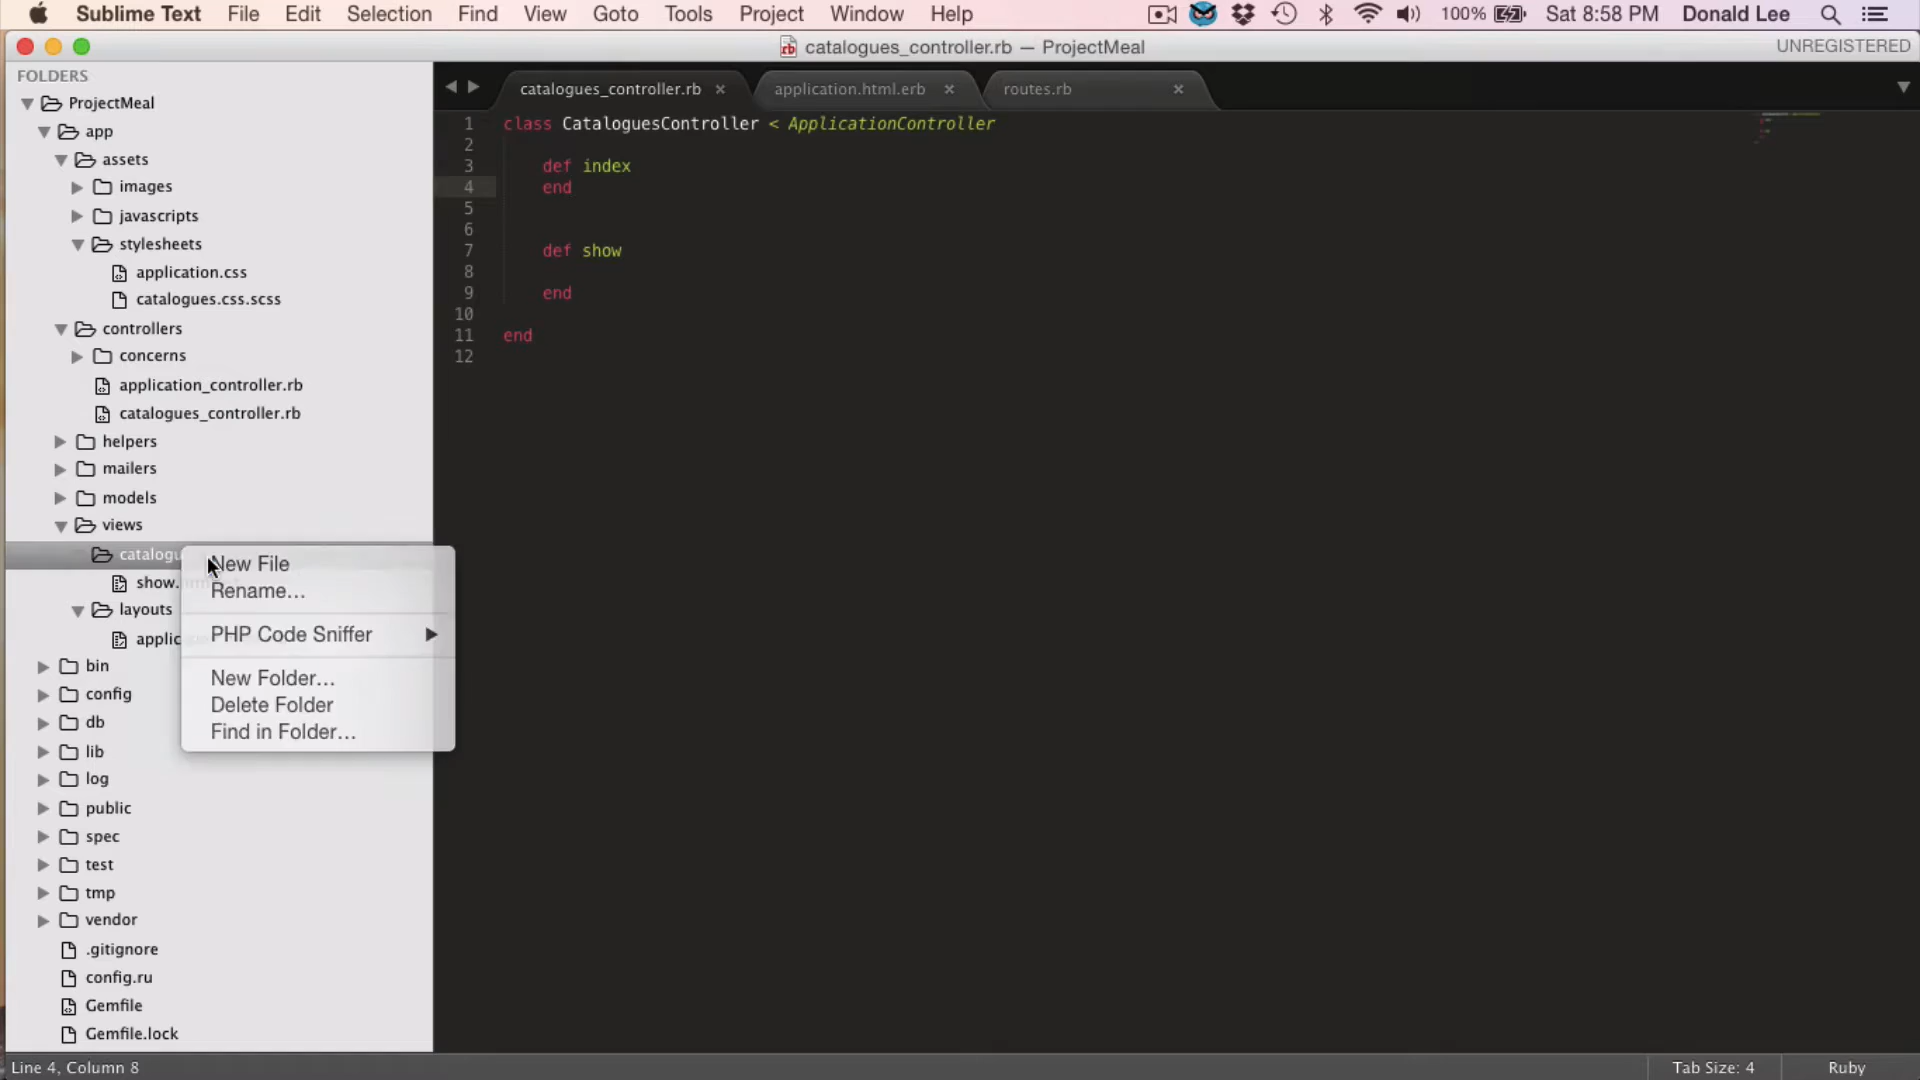 Sublime Text File Edit Selection Find View Goto Tools Project Window Help 100% Sat 8:58 PM Donald Lee
catalogues_controller.rb — ProjectMeal UNREGISTERED
FOLDERS
ProjectMeal
app
assets
images
javascripts
stylesheets
application.css
catalogues.css.scss
controllers
concerns
application_controller.rb
catalogues_controller.rb
helpers
mailers
models
views
catalogu
show.
layouts
applic
bin
config
db
lib
log
public
spec
test
tmp
vendor
.gitignore
config.ru
Gemfile
Gemfile.lock
New File
Rename...
PHP Code Sniffer
New Folder...
Delete Folder
Find in Folder...
catalogues_controller.rb application.html.erb routes.rb
1 class CataloguesController < ApplicationController
2
3 def index
4 end
5
6
7 def show
8
9 end
10
11 end
12
Line 4, Column 8 Tab Size: 4 Ruby